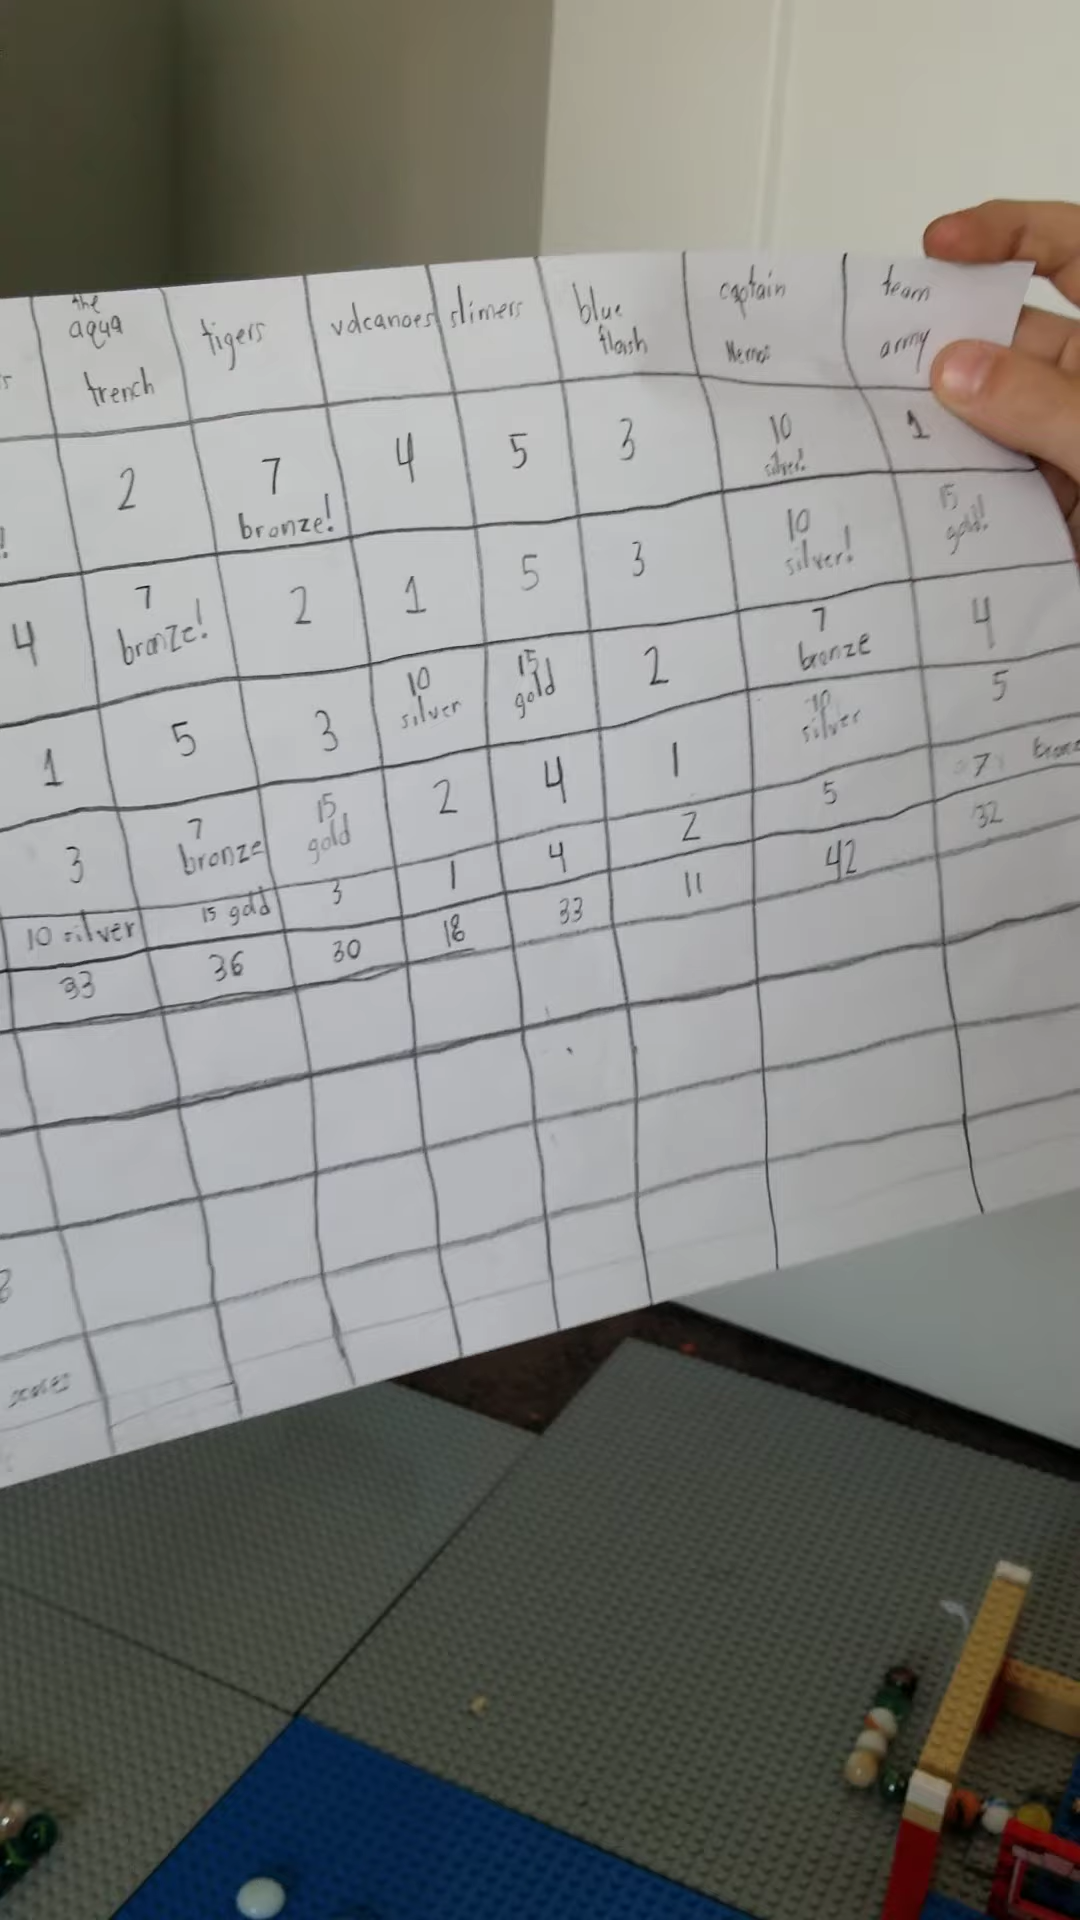 the
aqua
trench
tigers
volcanoes
slimers
blue
flash
captain
team
army
2
7
bronze!
4
5
3
10
silver!
1
4
7
bronze!
2
1
5
3
10
silver!
15
gold!
1
5
3
10
silver
15
gold
2
7
bronze
4
3
7
bronze
15
gold
2
4
1
10
silver
5
10 silver
15 gold
3
1
4
2
5
7
33
36
30
18
33
11
42
32